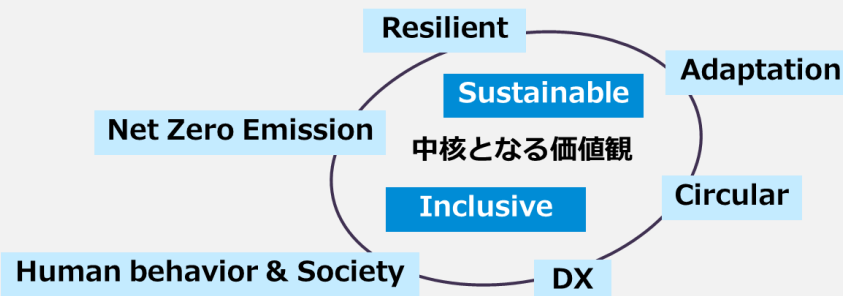 Resilient
Adaptation
Sustainable
Net Zero Emission
中核となる価値観
Circular
Inclusive
Human behavior & Society
DX